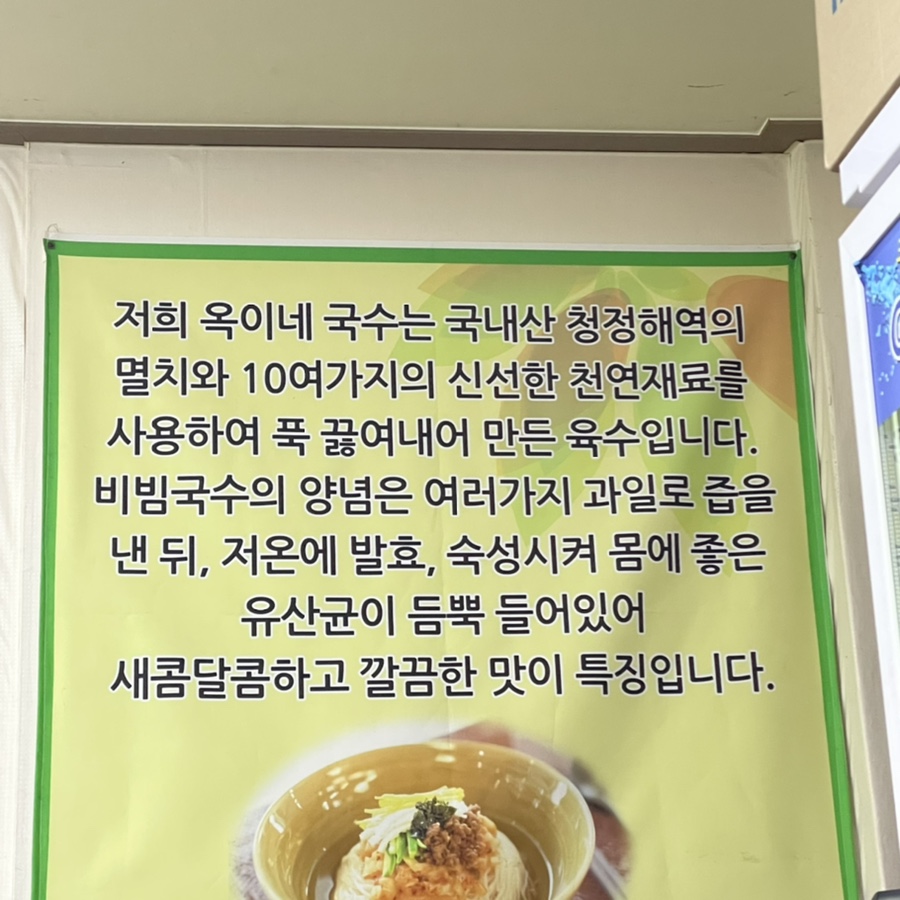 저희 옥이네 국수는 국내산 청정해역의
멸치와 10여가지의 신선한 천연재료를
사용하여 푹 끓여내어 만든 육수입니다.
비빔국수의 양념은 여러가지 과일로 즙을
낸 뒤, 저온에 발효, 숙성시켜 몸에 좋은
유산균이 듬뿍 들어있어
새콤달콤하고 깔끔한 맛이 특징입니다.